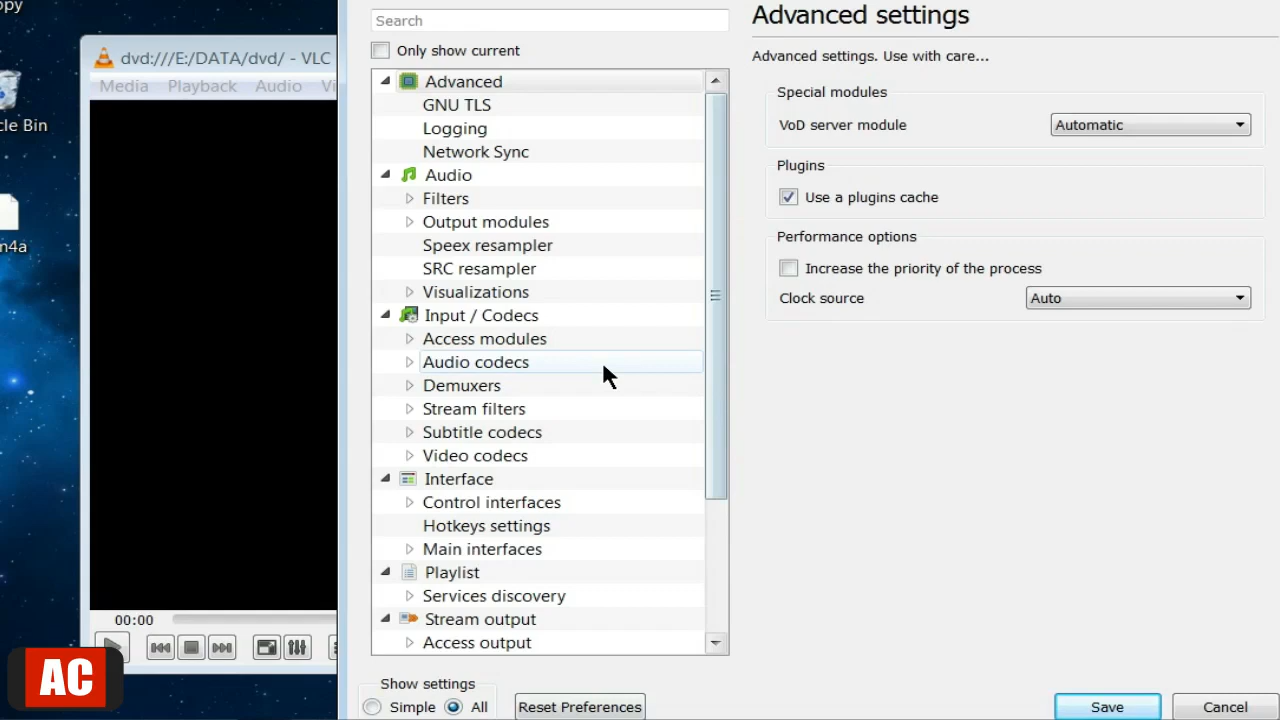 opy
cle Bin
m4a
dvd:///E:/DATA/dvd/ - VLC
Media Playback Audio Vi
00:00
AC
Search
Only show current
Advanced
GNU TLS
Logging
Network Sync
Audio
Filters
Output modules
Speex resampler
SRC resampler
Visualizations
Input / Codecs
Access modules
Audio codecs
Demuxers
Stream filters
Subtitle codecs
Video codecs
Interface
Control interfaces
Hotkeys settings
Main interfaces
Playlist
Services discovery
Stream output
Access output
Show settings
Simple All
Reset Preferences
Advanced settings
Advanced settings. Use with care...
Special modules
VoD server module Automatic
Plugins
Use a plugins cache
Performance options
Increase the priority of the process
Clock source Auto
Save Cancel